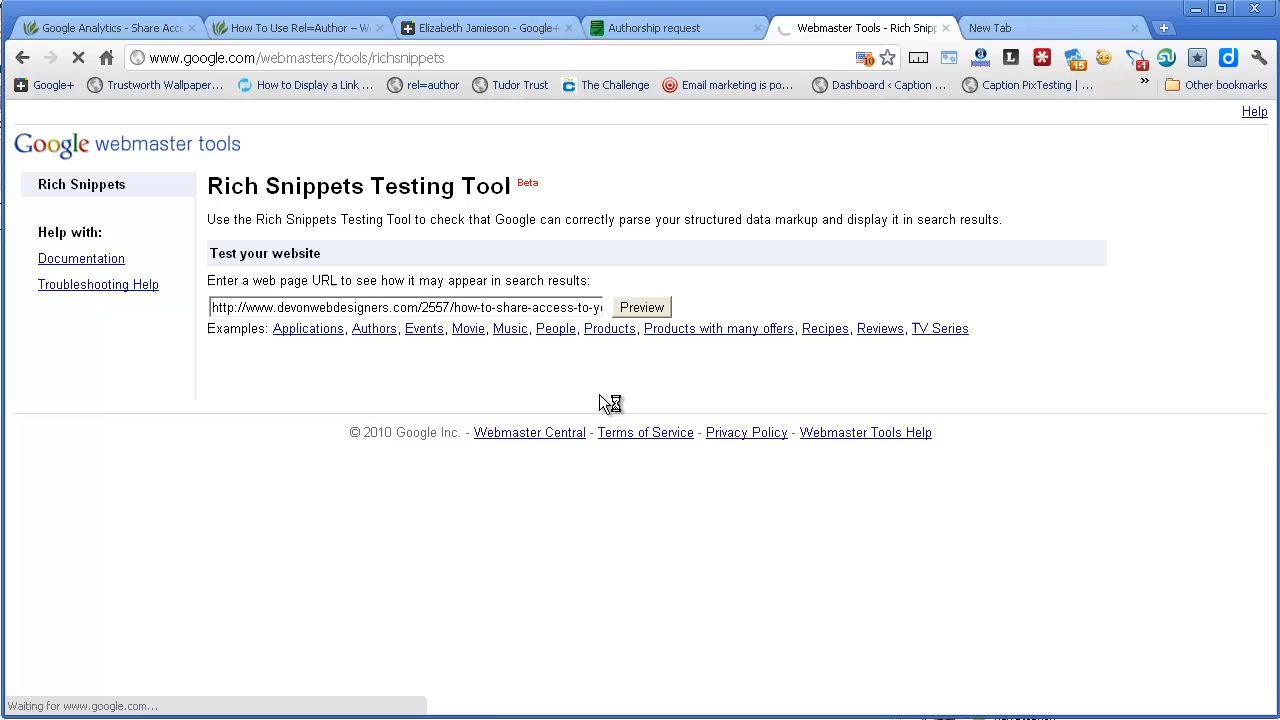 Google Analytics - Share Acce
How To Use Rel=Author – W
Elizabeth Jamieson - Google+
Authorship request
Webmaster Tools - Rich Snipp
New Tab
www.google.com/webmasters/tools/richsnippets
10
15
-1
Google+
Trustworth Wallpaper...
How to Display a Link ...
rel=author
Tudor Trust
The Challenge
Email marketing is po...
Dashboard ‹ Caption ...
Caption PixTesting | ...
»
Other bookmarks
Help
Google webmaster tools
Rich Snippets
Help with:
Documentation
Troubleshooting Help
Rich Snippets Testing Tool Beta
Use the Rich Snippets Testing Tool to check that Google can correctly parse your structured data markup and display it in search results.
Test your website
Enter a web page URL to see how it may appear in search results:
http://www.devonwebdesigners.com/2557/how-to-share-access-to-y
Preview
Examples: Applications, Authors, Events, Movie, Music, People, Products, Products with many offers, Recipes, Reviews, TV Series
© 2010 Google Inc. - Webmaster Central - Terms of Service - Privacy Policy - Webmaster Tools Help
Waiting for www.google.com...